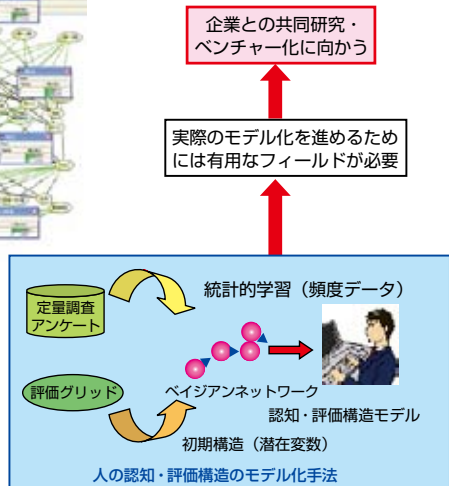 企業との共同研究・
ベンチャー化に向かう
実際のモデル化を進めるため
には有用なフィールドが必要
定量調査
アンケート
統計的学習（頻度データ）
評価グリッド
ベイジアンネットワーク
認知・評価構造モデル
初期構造（潜在変数）
人の認知・評価構造のモデル化手法